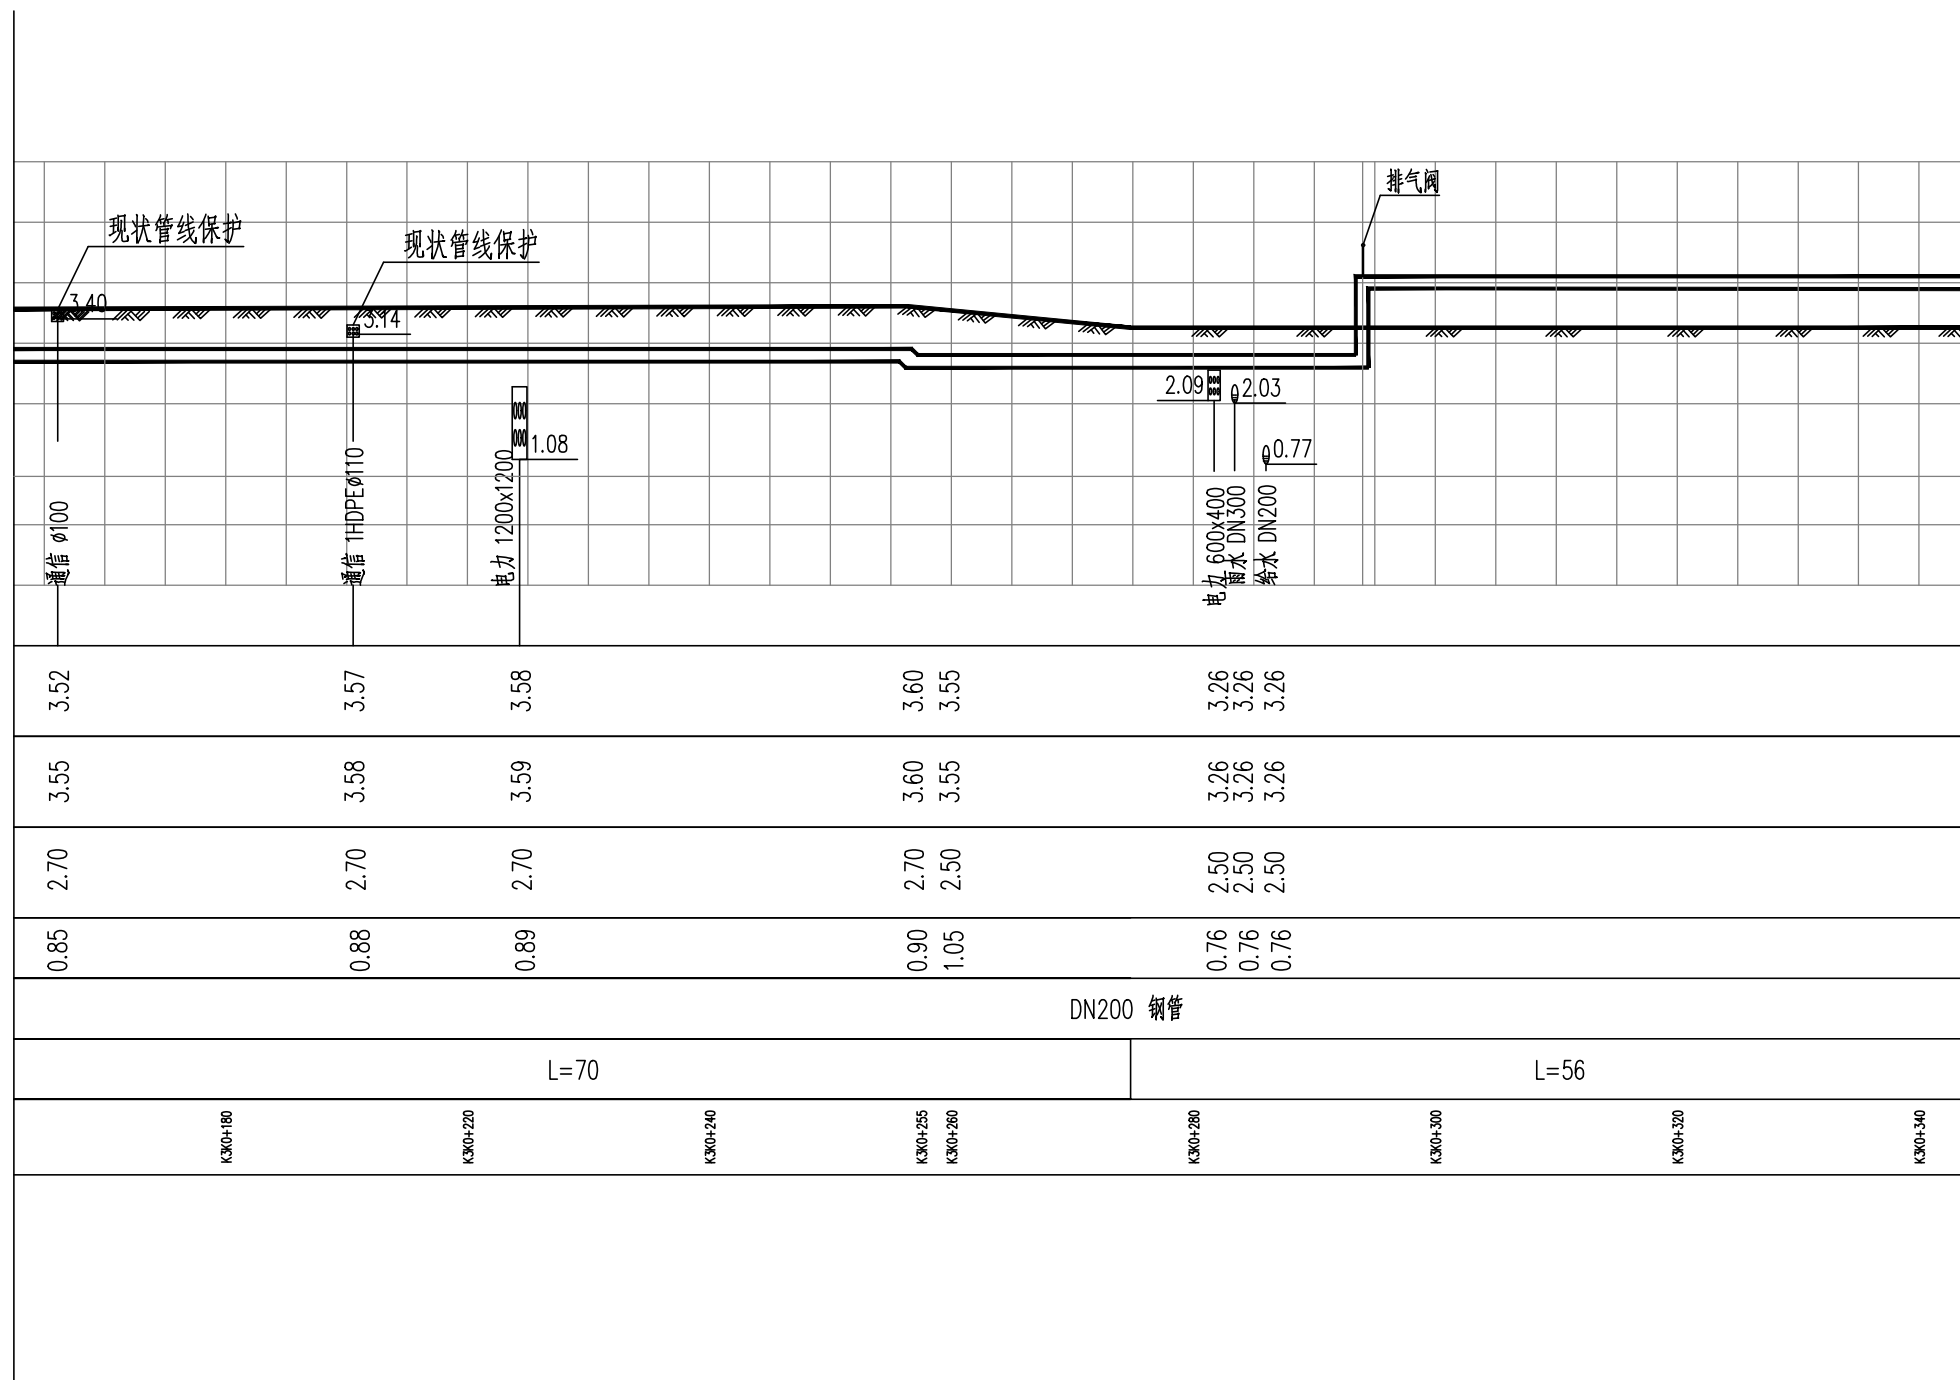 排气阀
现状管线保护
现状管线保护
3.40
3.14
2.09
2.03
1.08
0.77
通信 ø100
通信 1HDPEø110
电力 1200x1200
电力 600x400
雨水 DN300
给水 DN200
3.52 3.57 3.58 3.60 3.55 3.26 3.26 3.26
3.55 3.58 3.59 3.60 3.55 3.26 3.26 3.26
2.70 2.70 2.70 2.70 2.50 2.50 2.50 2.50
0.85 0.88 0.89 0.90 1.05 0.76 0.76 0.76
DN200 钢管
L=70 L=56
K3K0+180 K3K0+220 K3K0+240 K3K0+255 K3K0+260 K3K0+280 K3K0+300 K3K0+320 K3K0+340